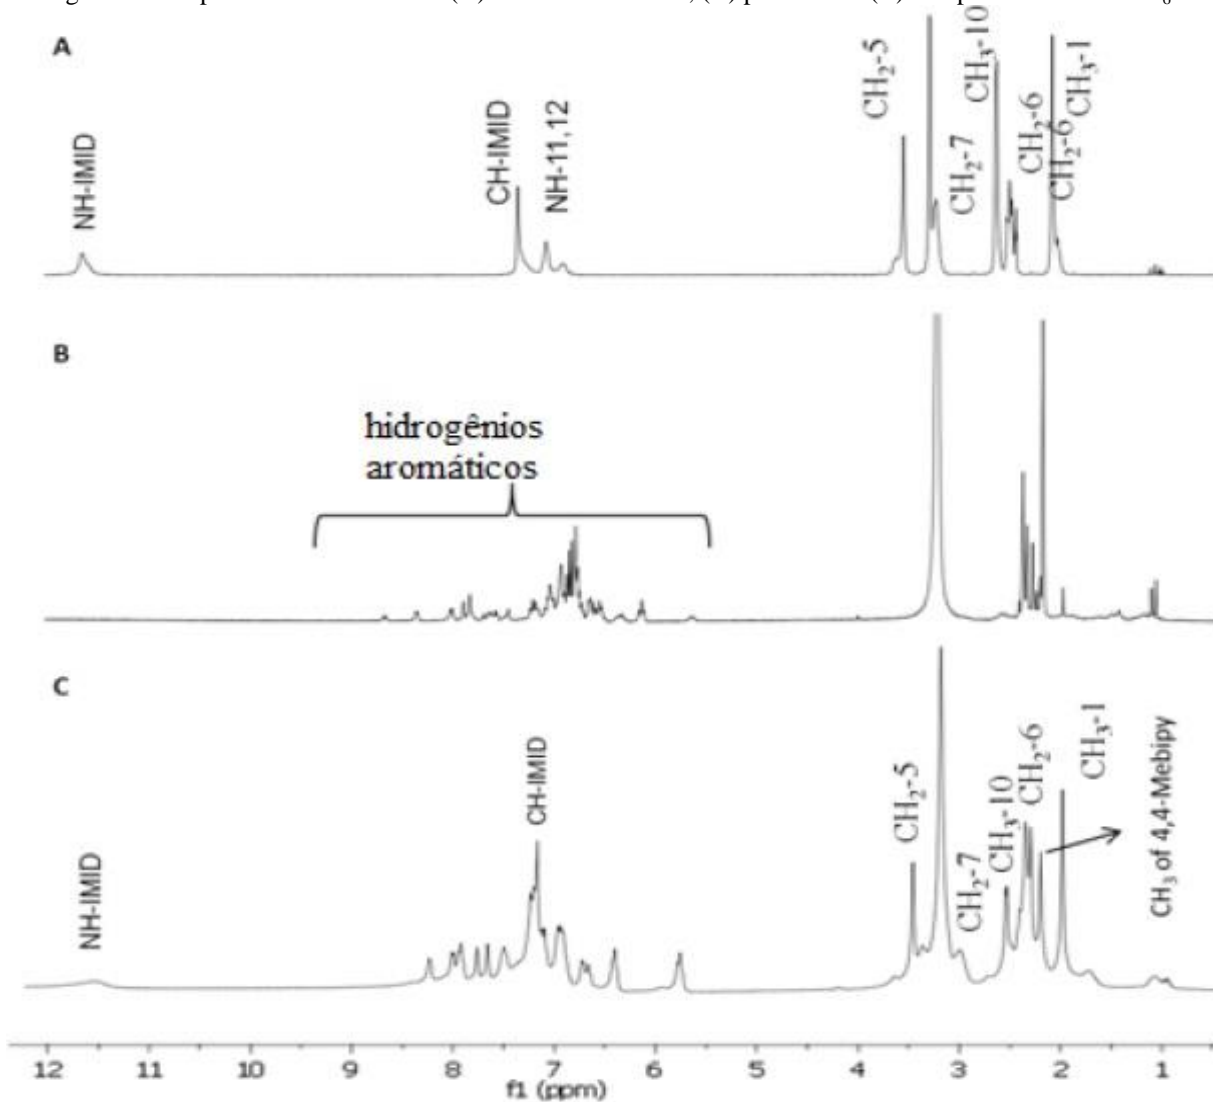 A
NH-IMID
CH-IMID
NH-11,12
CH₂-5
CH₂-7
CH₃-10
CH₂-6
CH₂-6
CH₃-1
B
hidrogênios
aromáticos
C
NH-IMID
CH-IMID
CH₂-5
CH₂-7
CH₃-10
CH₂-6
CH₃-1
CH₃ of 4,4-Mebipy
12 11 10 9 8 7 6 5 4 3 2 1
f1 (ppm)